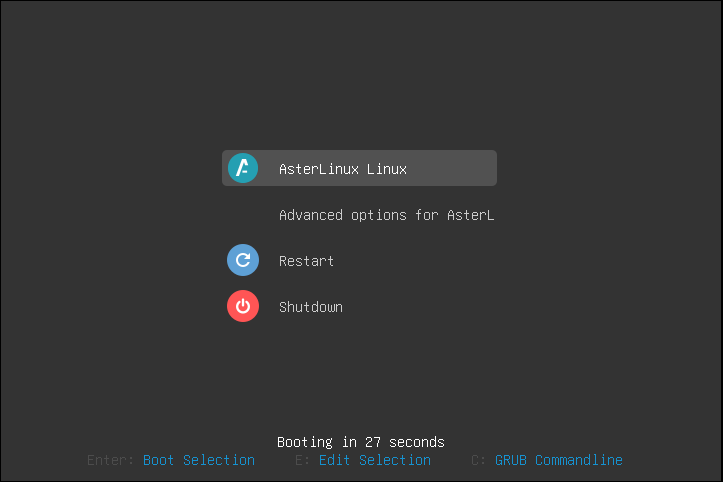 AsterLinux Linux
Advanced options for AsterL
Restart
Shutdown
Booting in 27 seconds
Enter: Boot Selection E: Edit Selection C: GRUB Commandline